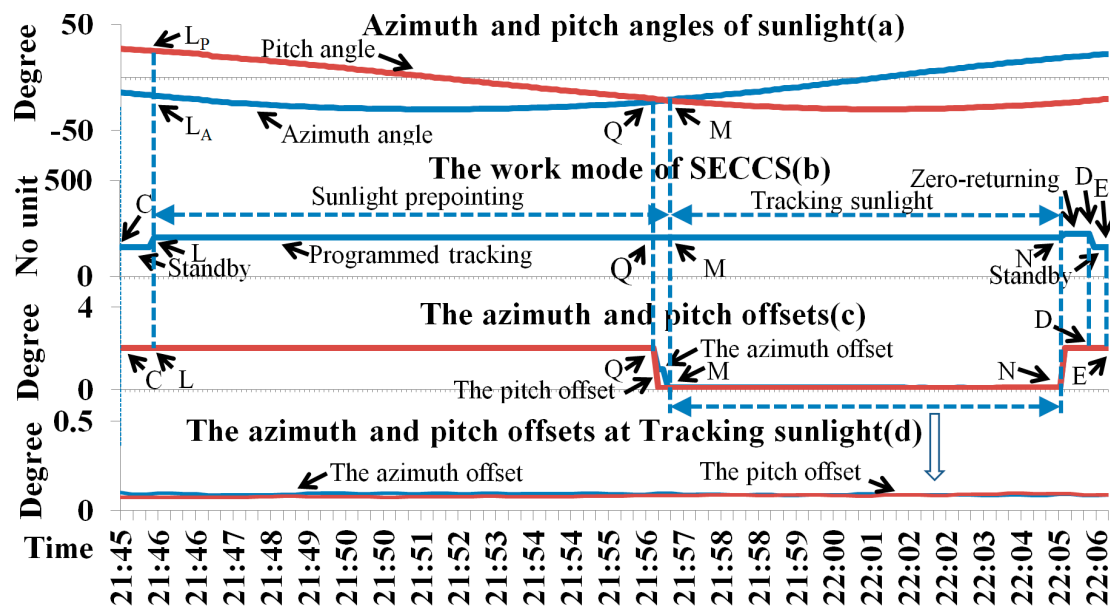 Azimuth and pitch angles of sunlight(a)
50
-50
Degree
LP
Pitch angle
LA
Azimuth angle
Q
M
The work mode of SECCS(b)
500
0
No unit
C
Sunlight prepointing
Tracking sunlight
Zero-returning
D
E
L
Standby
Programmed tracking
Q
M
N
Standby
The azimuth and pitch offsets(c)
4
0
Degree
C
L
Q
The azimuth offset
The pitch offset
M
N
D
E
The azimuth and pitch offsets at Tracking sunlight(d)
0.5
0
Degree
The azimuth offset
The pitch offset
Time
21:45
21:46
21:46
21:47
21:48
21:49
21:50
21:50
21:51
21:52
21:53
21:54
21:54
21:55
21:56
21:57
21:58
21:59
22:00
22:01
22:02
22:02
22:03
22:04
22:05
22:06